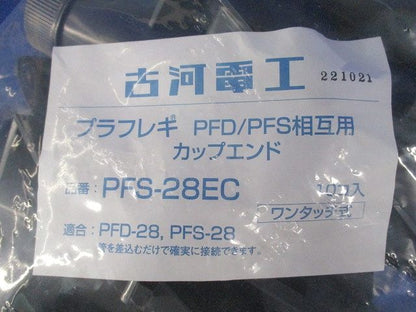 古河電工 221021
プラフレキ PFD/PFS相互用
カップエンド
品番：PFS-28EC 10コ入
ワンタッチ式
適合：PFD-28, PFS-28
管を差込むだけで確実に接続できます。